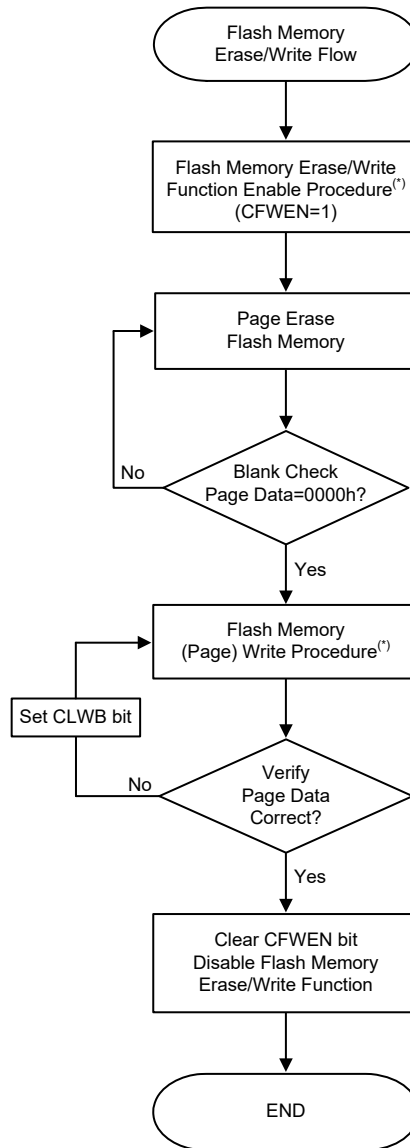 Flash Memory
Erase/Write Flow
Flash Memory Erase/Write
Function Enable Procedure(*)
(CFWEN=1)
Page Erase
Flash Memory
No
Blank Check
Page Data=0000h?
Yes
Flash Memory
(Page) Write Procedure(*)
Set CLWB bit
No
Verify
Page Data
Correct?
Yes
Clear CFWEN bit
Disable Flash Memory
Erase/Write Function
END